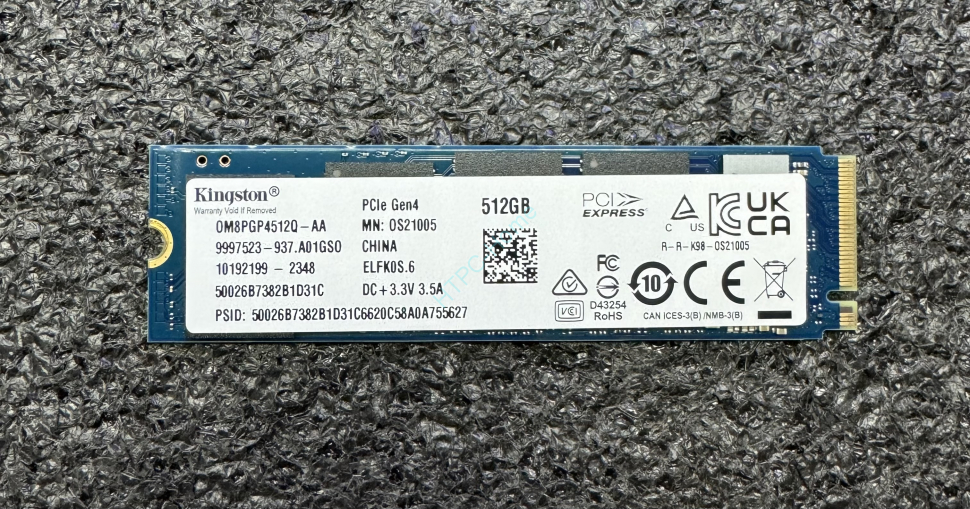 Kingston®
Warranty Void If Removed
OM8PGP4512Q-AA
9997523-937.A01GS0
10192199 - 2348
50026B7382B1D31C
PSID: 50026B7382B1D31C6620C58A0A755627
PCIe Gen4
MN: OS21005
CHINA
ELFK0S.6
DC+3.3V 3.5A
512GB
PCI
EXPRESS®
C US
UK
CA
R-R-K98-OS21005
FC
VCI
D43254
RoHS
10
CE
CAN ICES-3(B)/NMB-3(B)